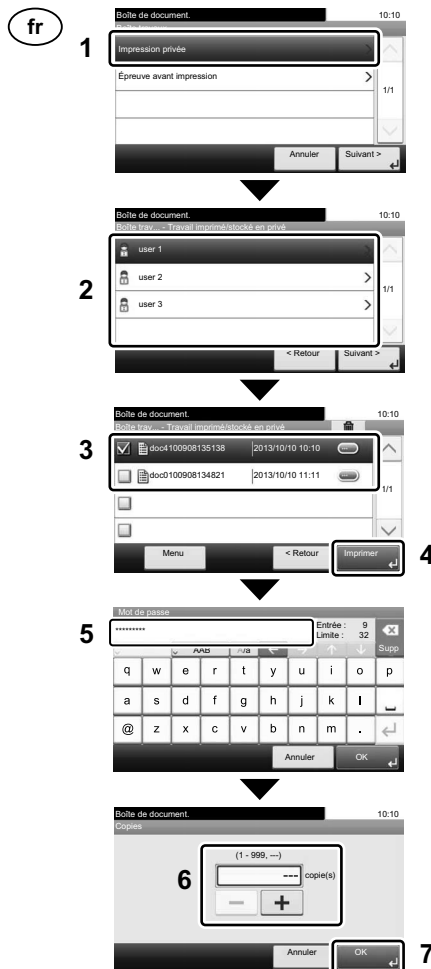 fr
Boîte de document. 10:10
Boîte travaux
1
Impression privée
Épreuve avant impression
1/1
Annuler Suivant >
Boîte de document. 10:10
Boîte trav... - Travail imprimé/stocké en privé
2
user 1
user 2
user 3
1/1
< Retour Suivant >
Boîte de document. 10:10
Boîte trav... - Travail imprimé/stocké en privé
3
doc4100908135138 2013/10/10 10:10
doc0100908134821 2013/10/10 11:11
1/1
Menu < Retour Imprimer 4
Mot de passe
5
********* Entrée : 9
Limite : 32
AAB A/a Supp
q w e r t y u i o p
a s d f g h j k l
@ z x c v b n m .
Annuler OK
Boîte de document. 10:10
Copies
6
(1 - 999, ---)
--- copie(s)
− +
Annuler OK 7